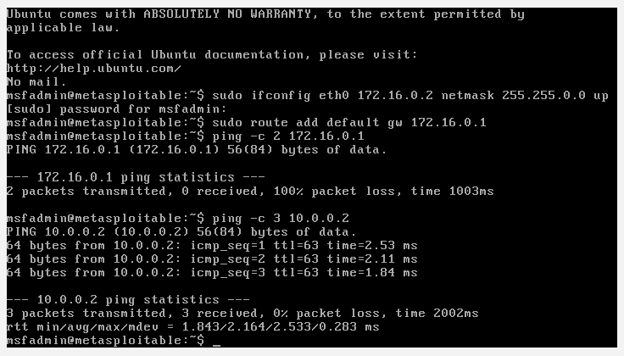 Ubuntu comes with ABSOLUTELY NO WARRANTY, to the extent permitted by
applicable law.
To access official Ubuntu documentation, please visit:
http://help.ubuntu.com/
No mail.
msfadmin@metasploitable:~$ sudo ifconfig eth0 172.16.0.2 netmask 255.255.0.0 up
[sudo] password for msfadmin:
msfadmin@metasploitable:~$ sudo route add default gw 172.16.0.1
msfadmin@metasploitable:~$ ping -c 2 172.16.0.1
PING 172.16.0.1 (172.16.0.1) 56(84) bytes of data.
--- 172.16.0.1 ping statistics ---
2 packets transmitted, 0 received, 100% packet loss, time 1003ms
msfadmin@metasploitable:~$ ping -c 3 10.0.0.2
PING 10.0.0.2 (10.0.0.2) 56(84) bytes of data.
64 bytes from 10.0.0.2: icmp_seq=1 ttl=63 time=2.53 ms
64 bytes from 10.0.0.2: icmp_seq=2 ttl=63 time=2.11 ms
64 bytes from 10.0.0.2: icmp_seq=3 ttl=63 time=1.84 ms
--- 10.0.0.2 ping statistics ---
3 packets transmitted, 3 received, 0% packet loss, time 2002ms
rtt min/avg/max/mdev = 1.843/2.164/2.533/0.283 ms
msfadmin@metasploitable:~$ _